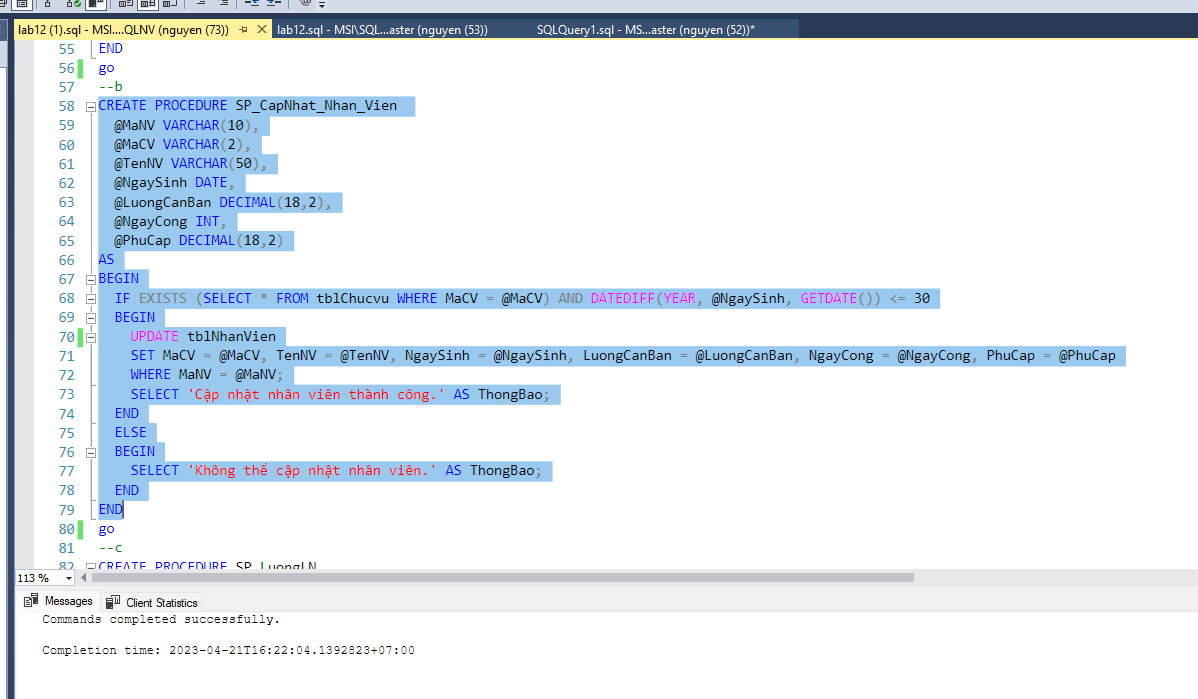 lab12 (1).sql - MSI....QLNV (nguyen (73))
lab12.sql - MSI\SQL...aster (nguyen (53))
SQLQuery1.sql - MS...aster (nguyen (52))*
55 END
56 go
57 --b
58 CREATE PROCEDURE SP_CapNhat_Nhan_Vien
59 @MaNV VARCHAR(10),
60 @MaCV VARCHAR(2),
61 @TenNV VARCHAR(50),
62 @NgaySinh DATE,
63 @LuongCanBan DECIMAL(18,2),
64 @NgayCong INT,
65 @PhuCap DECIMAL(18,2)
66 AS
67 BEGIN
68 IF EXISTS (SELECT * FROM tblChucvu WHERE MaCV = @MaCV) AND DATEDIFF(YEAR, @NgaySinh, GETDATE()) <= 30
69 BEGIN
70 UPDATE tblNhanVien
71 SET MaCV = @MaCV, TenNV = @TenNV, NgaySinh = @NgaySinh, LuongCanBan = @LuongCanBan, NgayCong = @NgayCong, PhuCap = @PhuCap
72 WHERE MaNV = @MaNV;
73 SELECT 'Cập nhật nhân viên thành công.' AS ThongBao;
74 END
75 ELSE
76 BEGIN
77 SELECT 'Không thể cập nhật nhân viên.' AS ThongBao;
78 END
79 END
80 go
81 --c
82 CREATE PROCEDURE SP_LuongLN
113 %
Messages
Client Statistics
Commands completed successfully.
Completion time: 2023-04-21T16:22:04.1392823+07:00